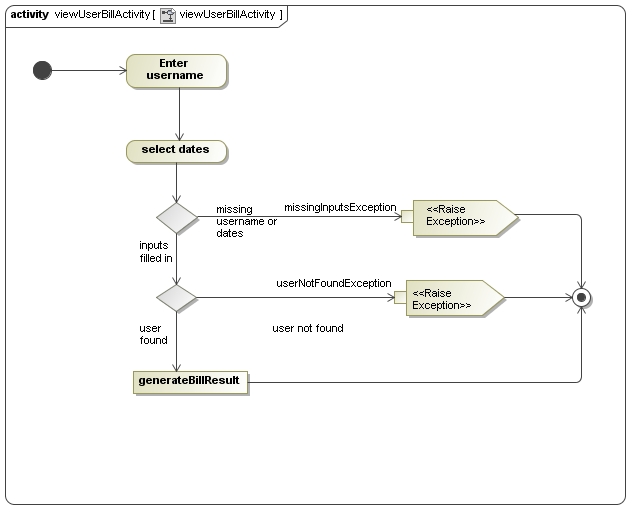 activity viewUserBillActivity [ viewUserBillActivity ]
Enter
username
select dates
missing
username or
dates
missingInputsException
<<Raise
Exception>>
inputs
filled in
userNotFoundException
<<Raise
Exception>>
user
found
user not found
generateBillResult